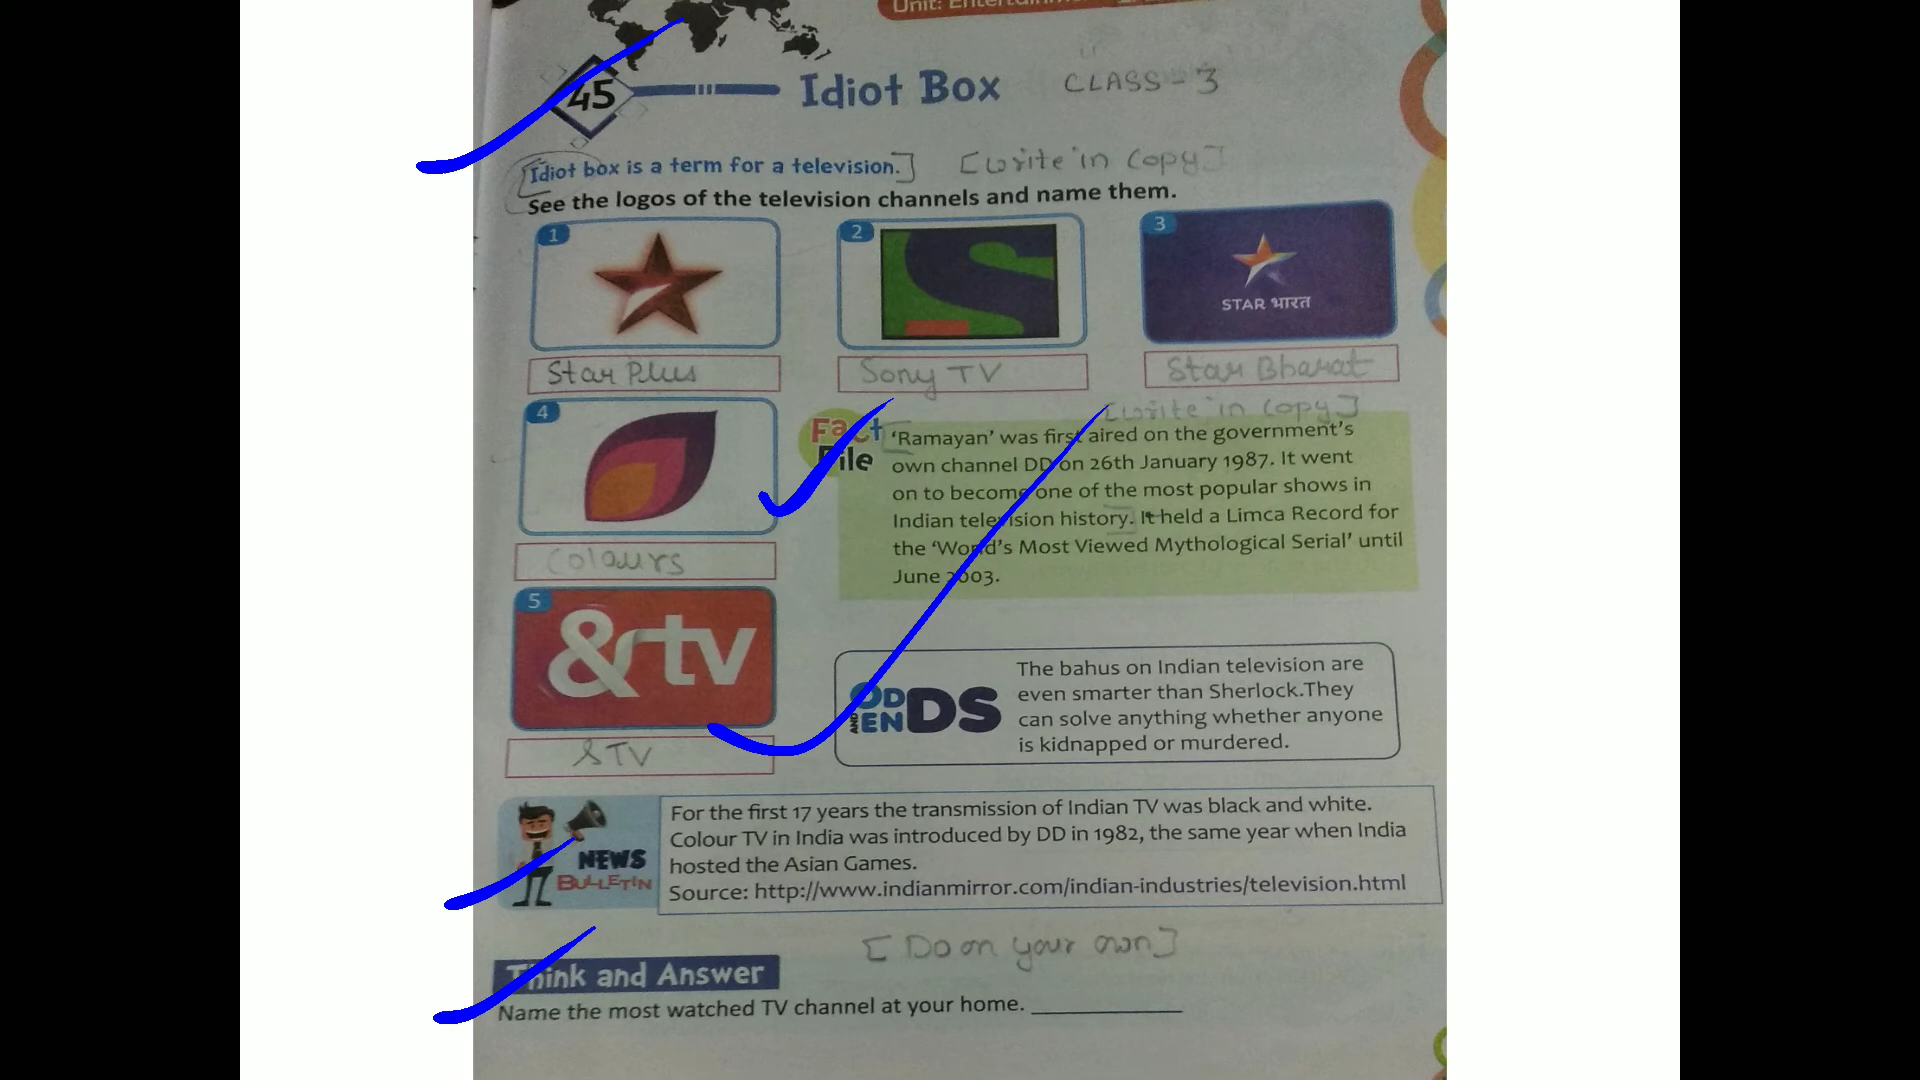 45
Idiot Box CLASS - 3
Idiot box is a term for a television. [Write in Copy]
See the logos of the television channels and name them.
1
2
3
STAR भारत
Star Plus
Sony TV
Star Bharat
4
[Write in Copy]
Fact File
'Ramayan' was first aired on the government's
own channel DD on 26th January 1987. It went
on to become one of the most popular shows in
Indian television history. It held a Limca Record for
the 'World's Most Viewed Mythological Serial' until
June 2003.
Colours
5
&tv
&TV
ODDS AND ENDS
The bahus on Indian television are
even smarter than Sherlock.They
can solve anything whether anyone
is kidnapped or murdered.
NEWS
BULLETIN
For the first 17 years the transmission of Indian TV was black and white.
Colour TV in India was introduced by DD in 1982, the same year when India
hosted the Asian Games.
Source: http://www.indianmirror.com/indian-industries/television.html
[Do on your own]
Think and Answer
Name the most watched TV channel at your home. ____________